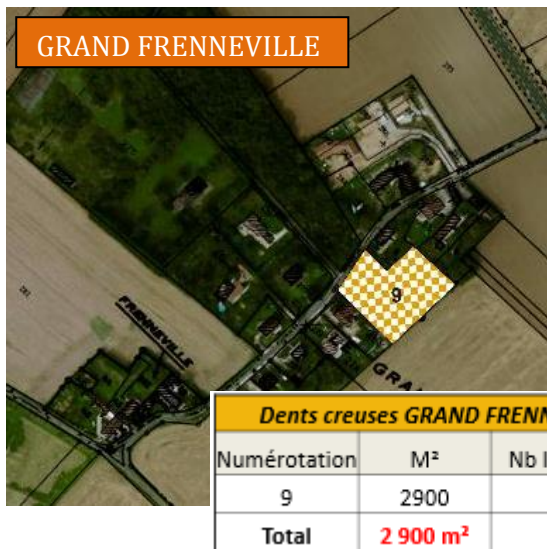 GRAND FRENNEVILLE
9
FRENNEVILLE
GRA
Dents creuses GRAND FRENN
Numérotation M² Nb l
9 2900
Total 2 900 m²